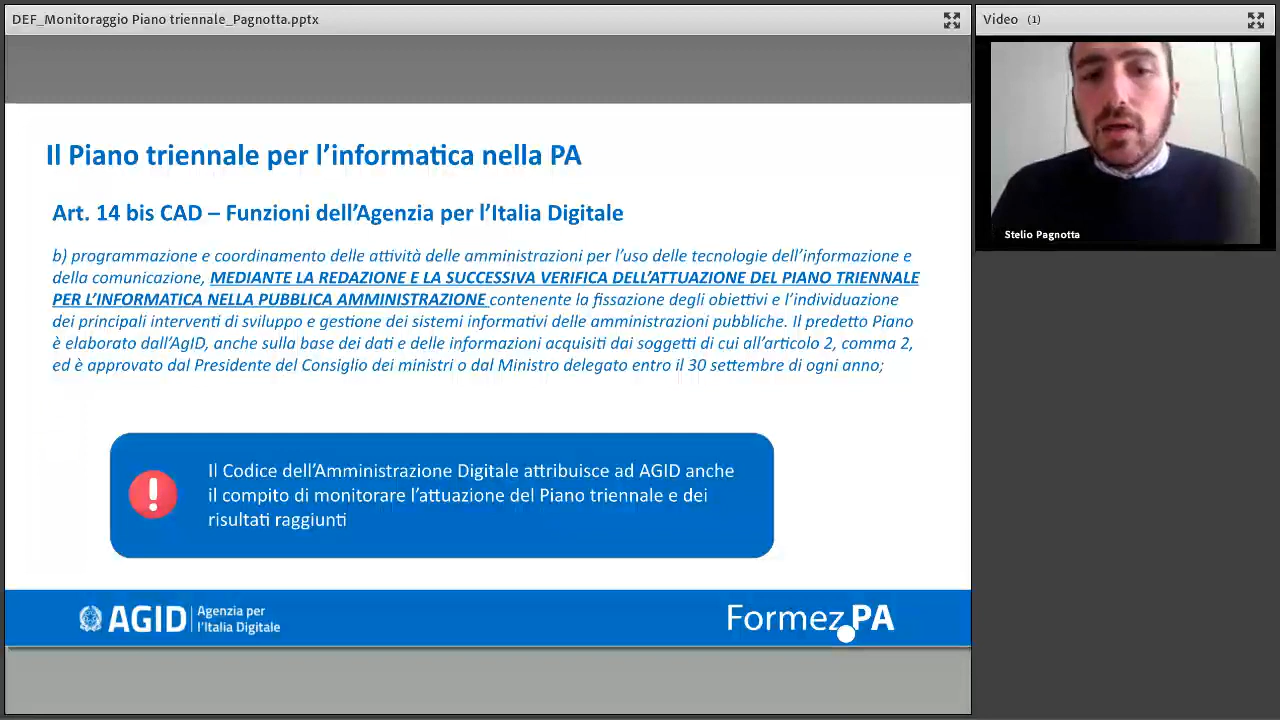 DEF_Monitoraggio Piano triennale_Pagnotta.pptx
Video (1)
Stelio Pagnotta
Il Piano triennale per l’informatica nella PA
Art. 14 bis CAD – Funzioni dell’Agenzia per l’Italia Digitale
b) programmazione e coordinamento delle attività delle amministrazioni per l’uso delle tecnologie dell’informazione e
della comunicazione, MEDIANTE LA REDAZIONE E LA SUCCESSIVA VERIFICA DELL’ATTUAZIONE DEL PIANO TRIENNALE
PER L’INFORMATICA NELLA PUBBLICA AMMINISTRAZIONE contenente la fissazione degli obiettivi e l’individuazione
dei principali interventi di sviluppo e gestione dei sistemi informativi delle amministrazioni pubbliche. Il predetto Piano
è elaborato dall’AgID, anche sulla base dei dati e delle informazioni acquisiti dai soggetti di cui all’articolo 2, comma 2,
ed è approvato dal Presidente del Consiglio dei ministri o dal Ministro delegato entro il 30 settembre di ogni anno;
Il Codice dell’Amministrazione Digitale attribuisce ad AGID anche
il compito di monitorare l’attuazione del Piano triennale e dei
risultati raggiunti
AGID
Agenzia per
l’Italia Digitale
Formez PA